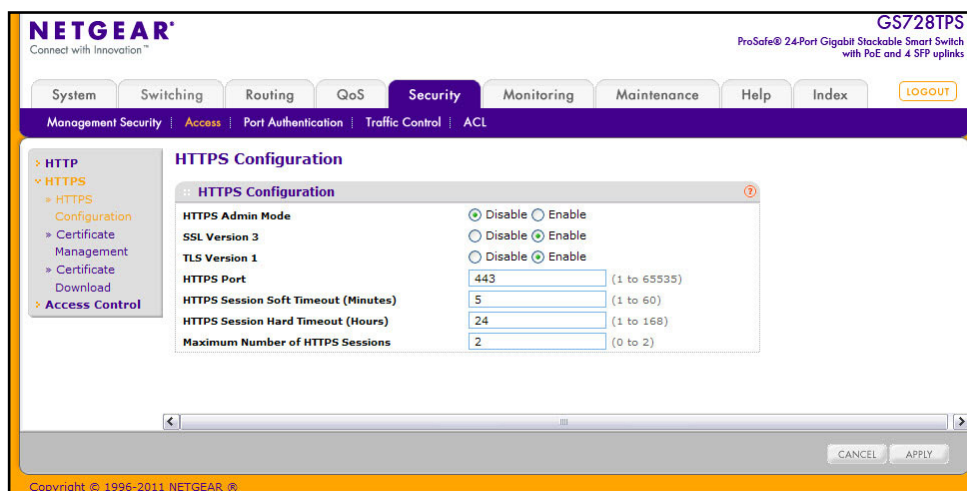 NETGEAR®
Connect with Innovation™
GS728TPS
ProSafe® 24-Port Gigabit Stackable Smart Switch
with PoE and 4 SFP uplinks
System Switching Routing QoS Security Monitoring Maintenance Help Index LOGOUT
Management Security | Access | Port Authentication | Traffic Control | ACL
HTTP
HTTPS
» HTTPS
Configuration
» Certificate
Management
» Certificate
Download
Access Control
HTTPS Configuration
HTTPS Configuration ?
HTTPS Admin Mode Disable Enable
SSL Version 3 Disable Enable
TLS Version 1 Disable Enable
HTTPS Port 443 (1 to 65535)
HTTPS Session Soft Timeout (Minutes) 5 (1 to 60)
HTTPS Session Hard Timeout (Hours) 24 (1 to 168)
Maximum Number of HTTPS Sessions 2 (0 to 2)
CANCEL APPLY
Copyright © 1996-2011 NETGEAR ®